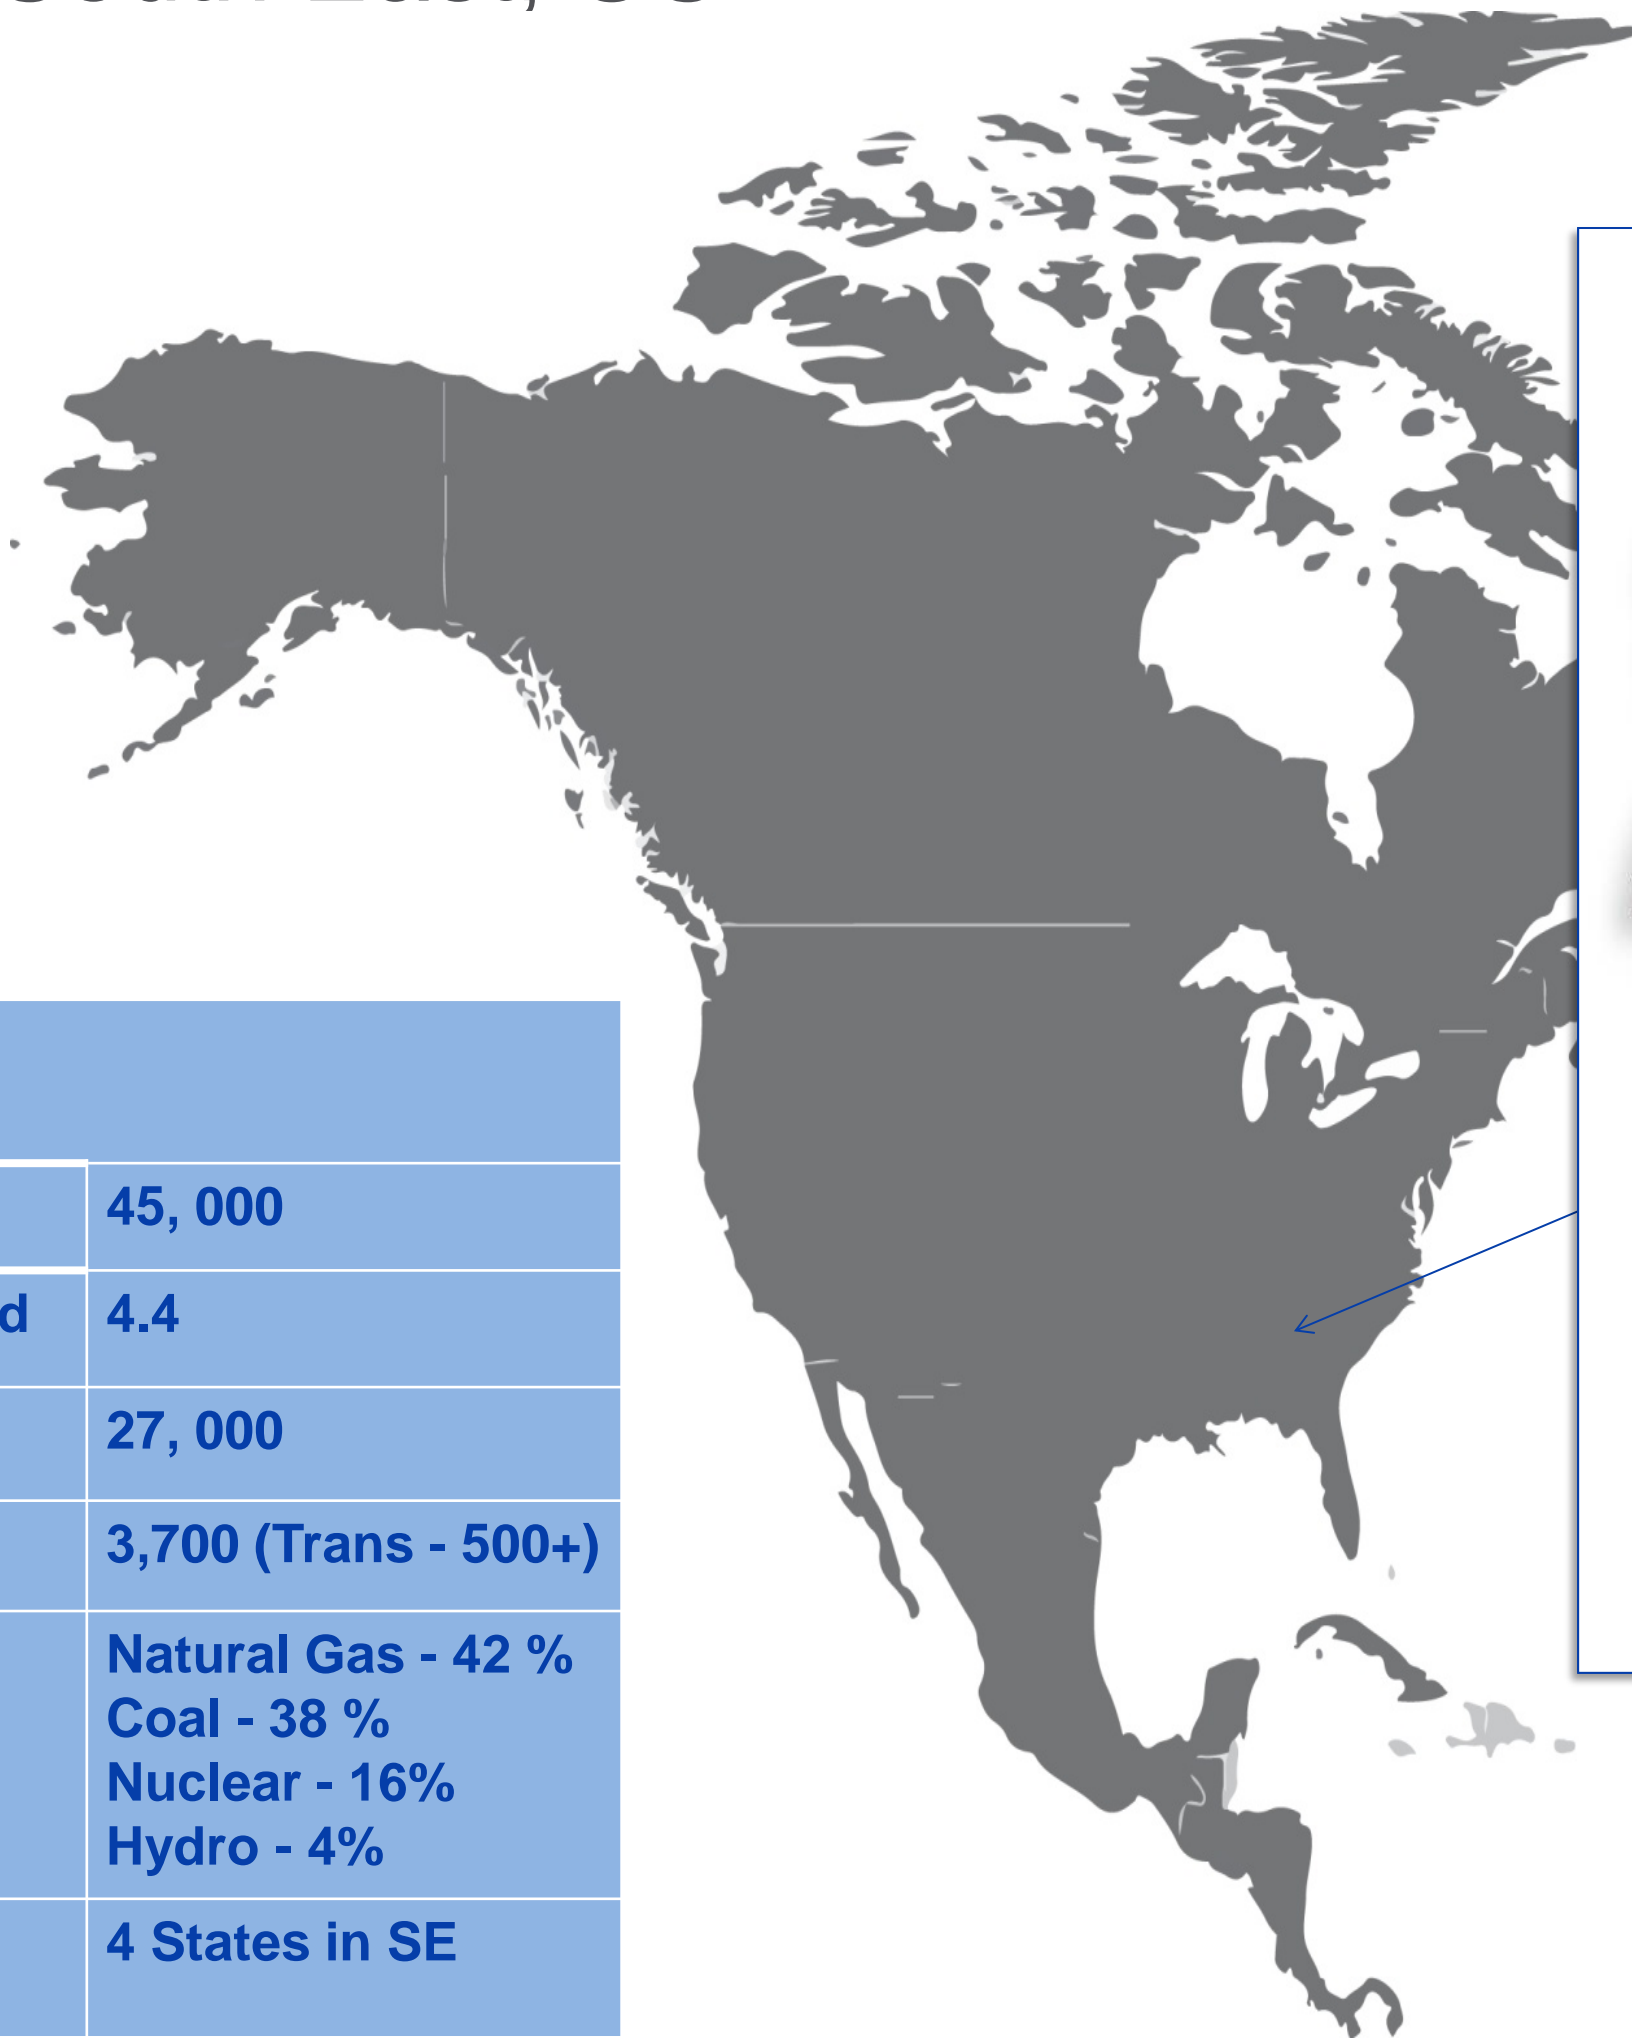 45, 000
d 4.4
27, 000
3,700 (Trans - 500+)
Natural Gas - 42 %
Coal - 38 %
Nuclear - 16%
Hydro - 4%
4 States in SE